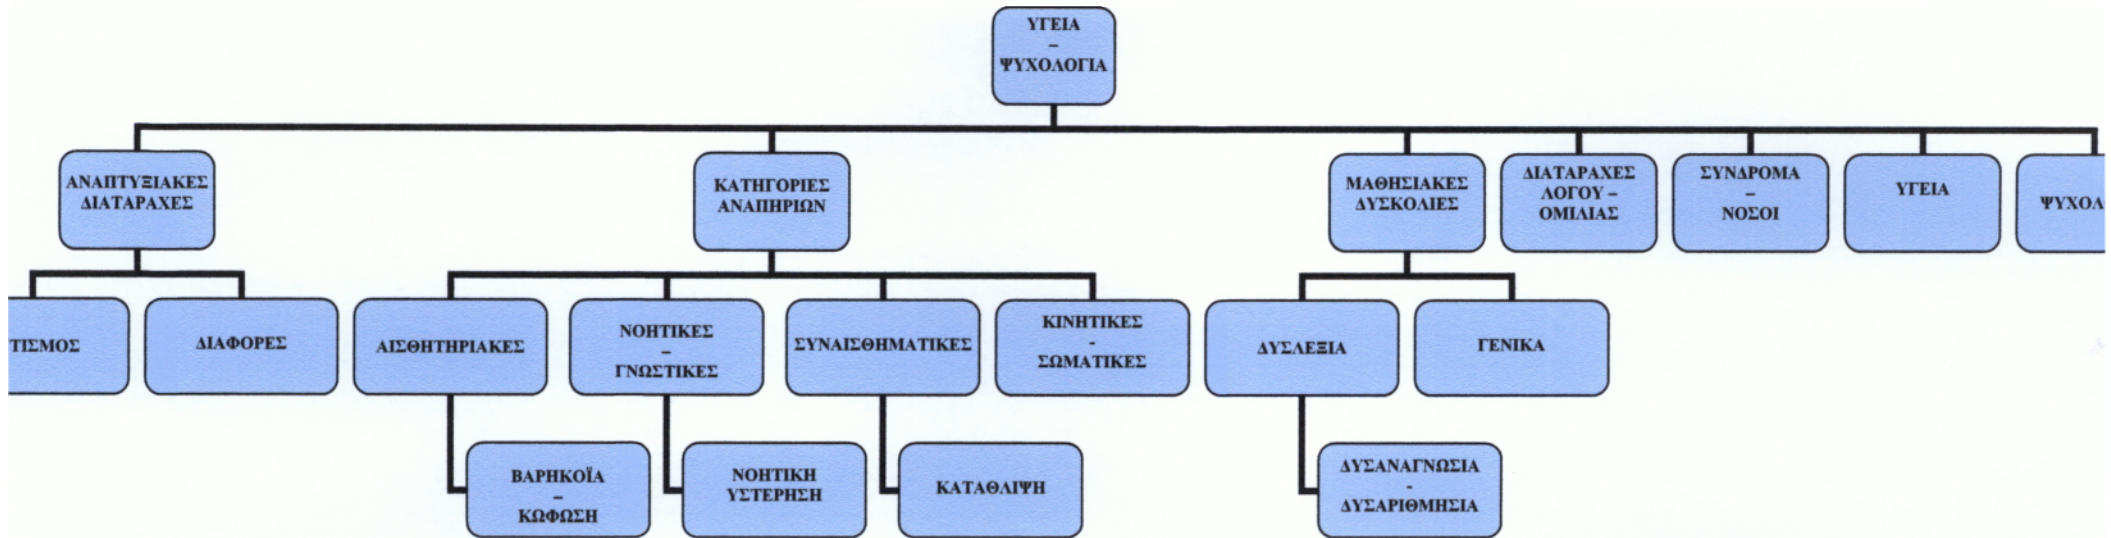 ΥΓΕΙΑ
–
ΨΥΧΟΛΟΓΙΑ
ΑΝΑΠΤΥΞΙΑΚΕΣ
ΔΙΑΤΑΡΑΧΕΣ
ΚΑΤΗΓΟΡΙΕΣ
ΑΝΑΠΗΡΙΩΝ
ΜΑΘΗΣΙΑΚΕΣ
ΔΥΣΚΟΛΙΕΣ
ΔΙΑΤΑΡΑΧΕΣ
ΛΟΓΟΥ –
ΟΜΙΛΙΑΣ
ΣΥΝΔΡΟΜΑ
–
ΝΟΣΟΙ
ΥΓΕΙΑ
ΨΥΧΟΛ
ΤΙΣΜΟΣ
ΔΙΑΦΟΡΕΣ
ΑΙΣΘΗΤΗΡΙΑΚΕΣ
ΝΟΗΤΙΚΕΣ
–
ΓΝΩΣΤΙΚΕΣ
ΣΥΝΑΙΣΘΗΜΑΤΙΚΕΣ
ΚΙΝΗΤΙΚΕΣ
-
ΣΩΜΑΤΙΚΕΣ
ΔΥΣΛΕΞΙΑ
ΓΕΝΙΚΑ
ΒΑΡΗΚΟΪΑ
–
ΚΩΦΩΣΗ
ΝΟΗΤΙΚΗ
ΥΣΤΕΡΗΣΗ
ΚΑΤΑΘΛΙΨΗ
ΔΥΣΑΝΑΓΝΩΣΙΑ
-
ΔΥΣΑΡΙΘΜΗΣΙΑ